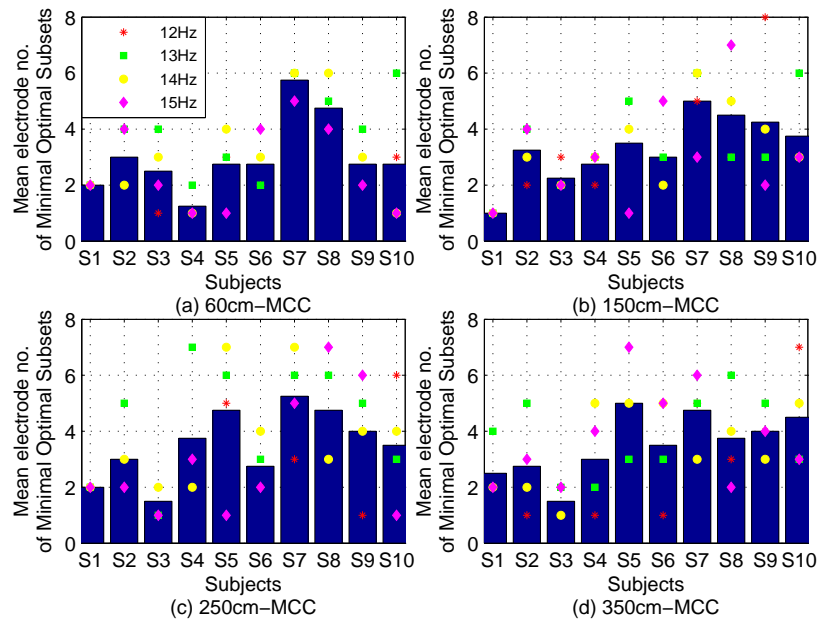 8
6
4
2
0
Mean electrode no.
of Minimal Optimal Subsets
12Hz
13Hz
14Hz
15Hz
S1 S2 S3 S4 S5 S6 S7 S8 S9 S10
Subjects
(a) 60cm−MCC
8
6
4
2
0
Mean electrode no.
of Minimal Optimal Subsets
S1 S2 S3 S4 S5 S6 S7 S8 S9 S10
Subjects
(b) 150cm−MCC
8
6
4
2
0
Mean electrode no.
of Minimal Optimal Subsets
S1 S2 S3 S4 S5 S6 S7 S8 S9 S10
Subjects
(c) 250cm−MCC
8
6
4
2
0
Mean electrode no.
of Minimal Optimal Subsets
S1 S2 S3 S4 S5 S6 S7 S8 S9 S10
Subjects
(d) 350cm−MCC